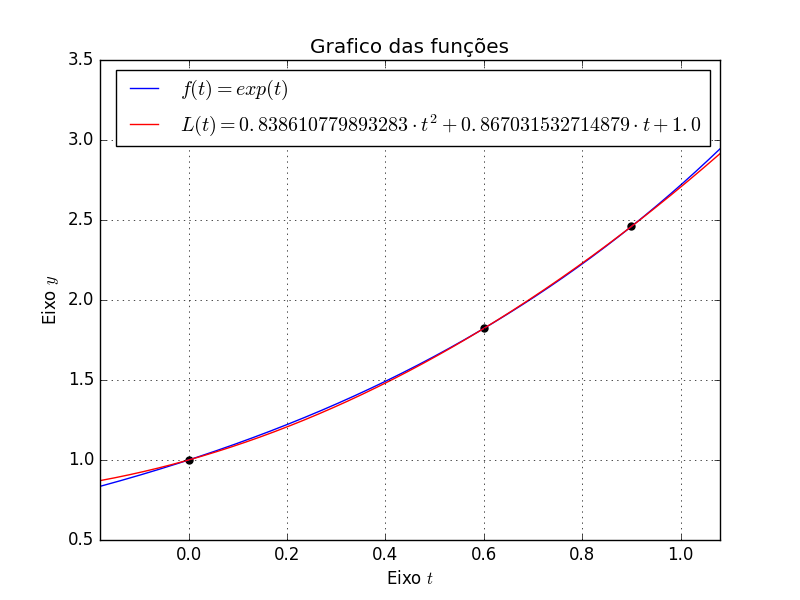 Grafico das funções
f(t) = exp(t)
L(t) = 0.838610779893283 · t² + 0.867031532714879 · t + 1.0
3.5
3.0
2.5
2.0
1.5
1.0
0.5
Eixo y
0.0 0.2 0.4 0.6 0.8 1.0
Eixo t